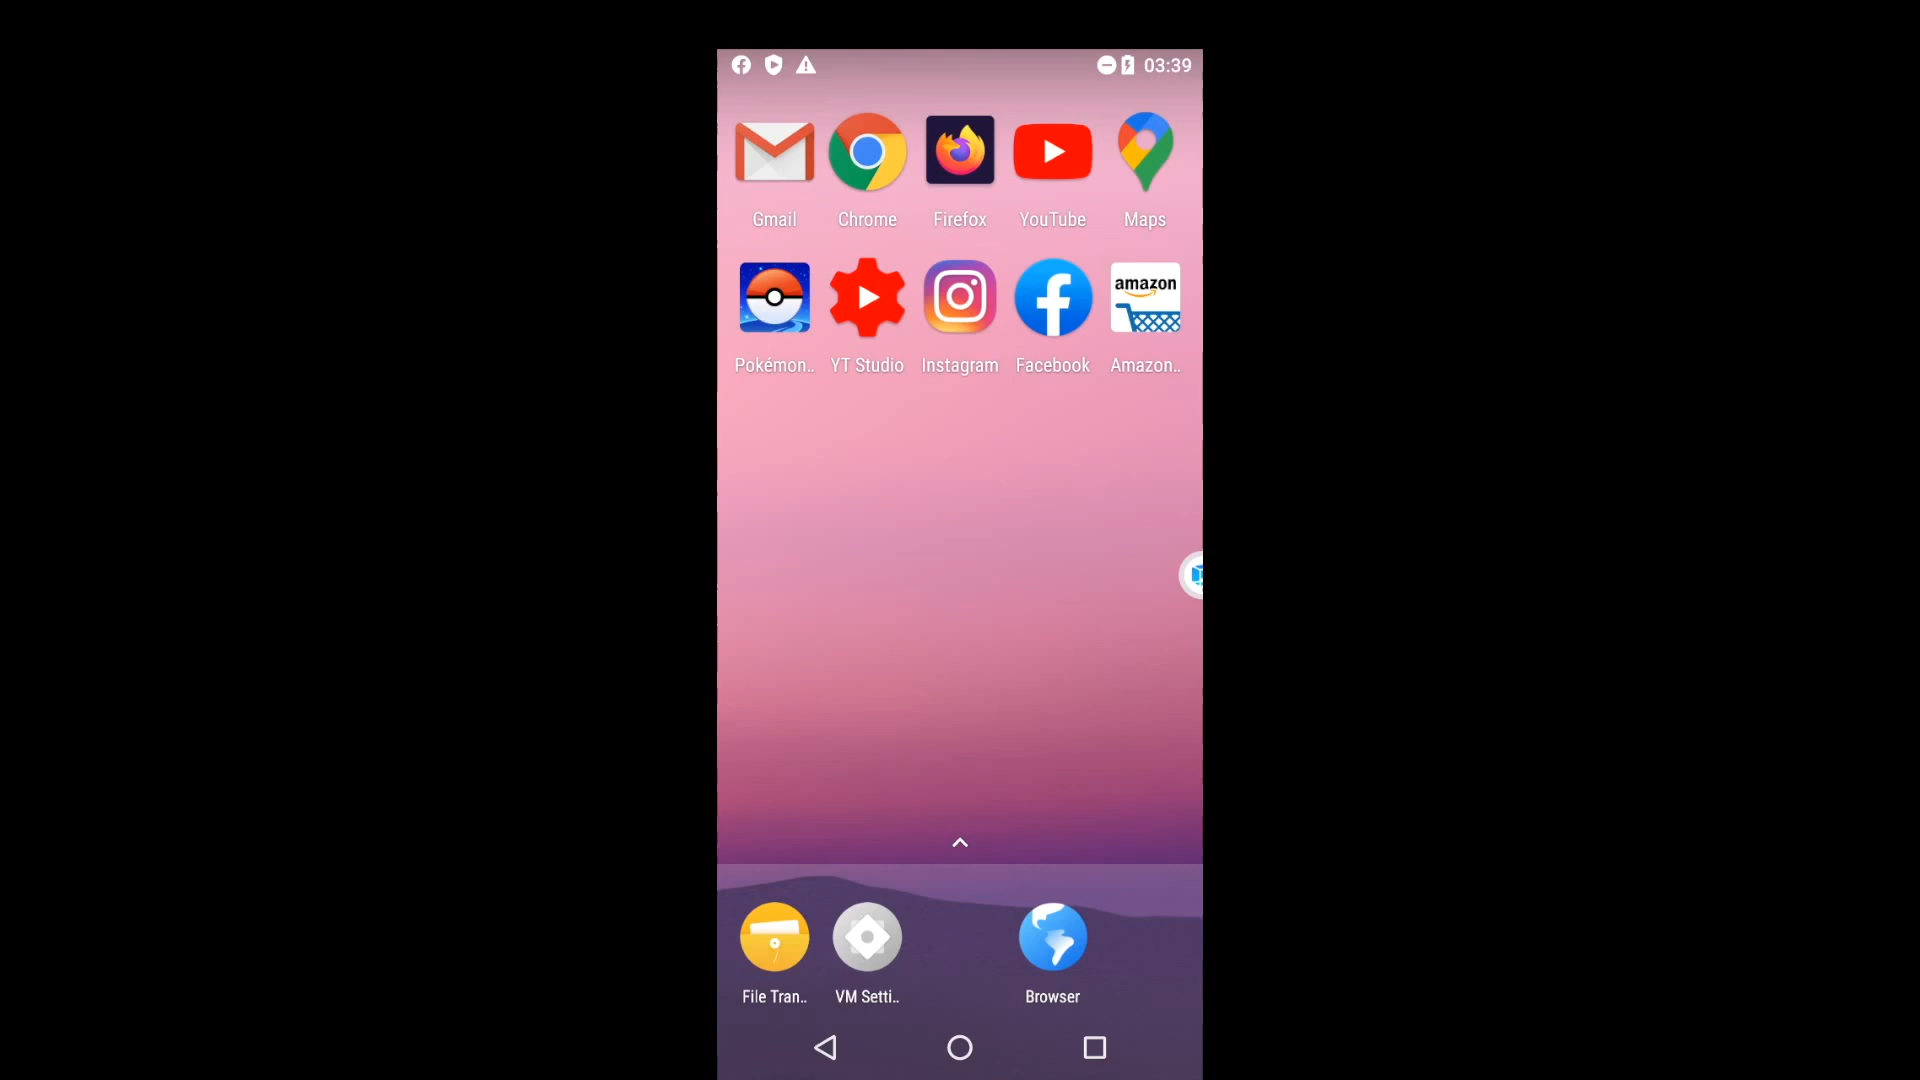 03:39
Gmail Chrome Firefox YouTube Maps
amazon
Pokémon.. YT Studio Instagram Facebook Amazon..
File Tran.. VM Setti.. Browser